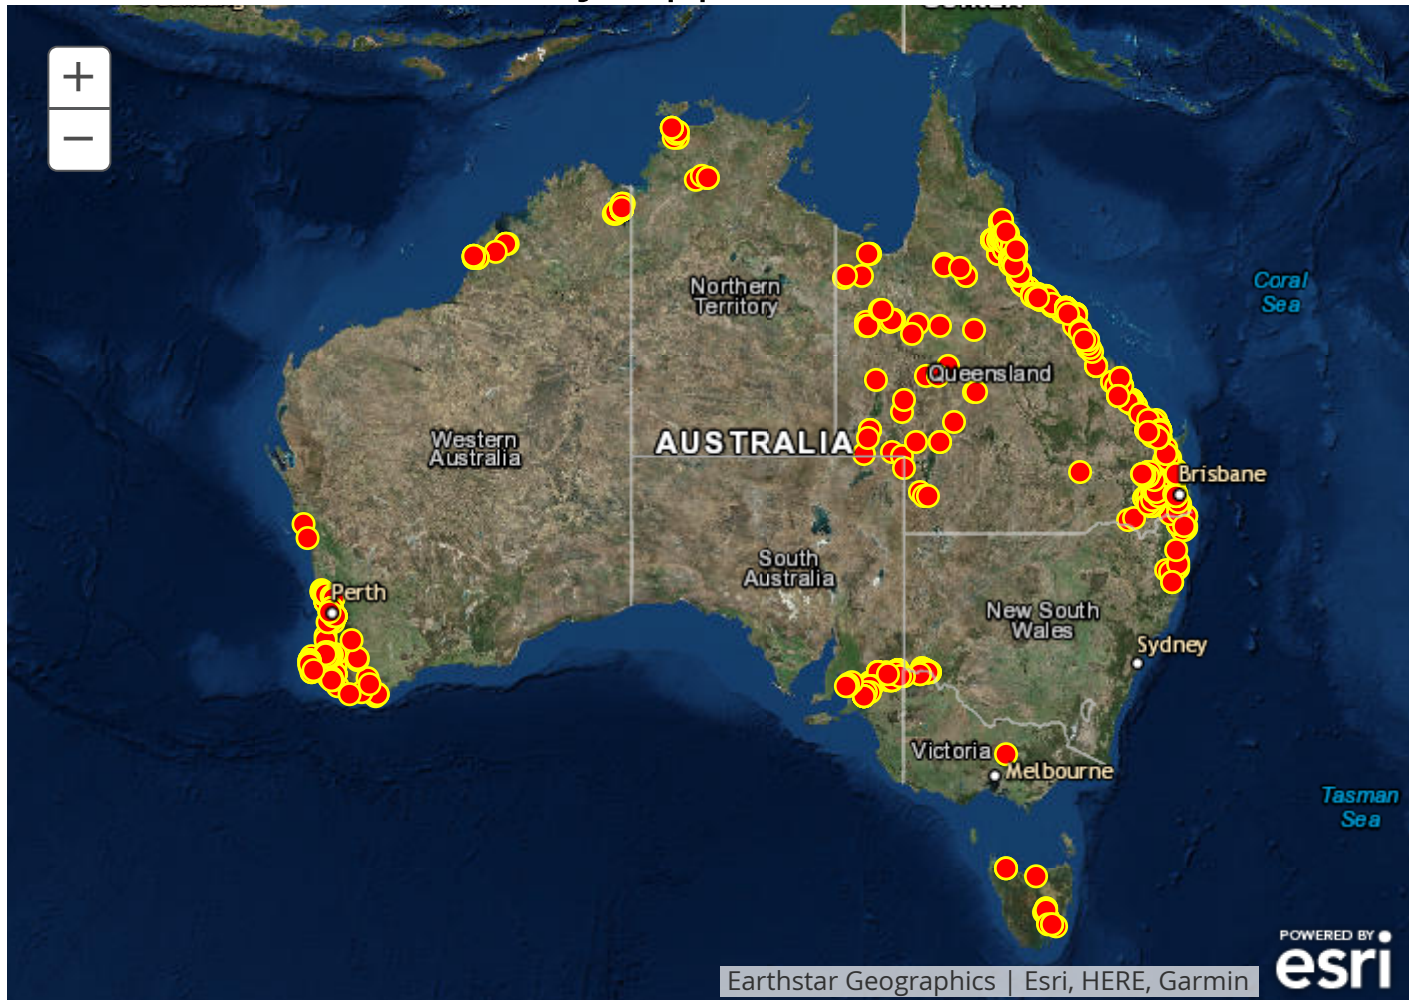 +
−
Coral
Sea
Northern
Territory
Queensland
Western
Australia
AUSTRALIA
Brisbane
South
Australia
Perth
New South
Wales
Sydney
Victoria
Melbourne
Tasman
Sea
POWERED BY
esri
Earthstar Geographics | Esri, HERE, Garmin